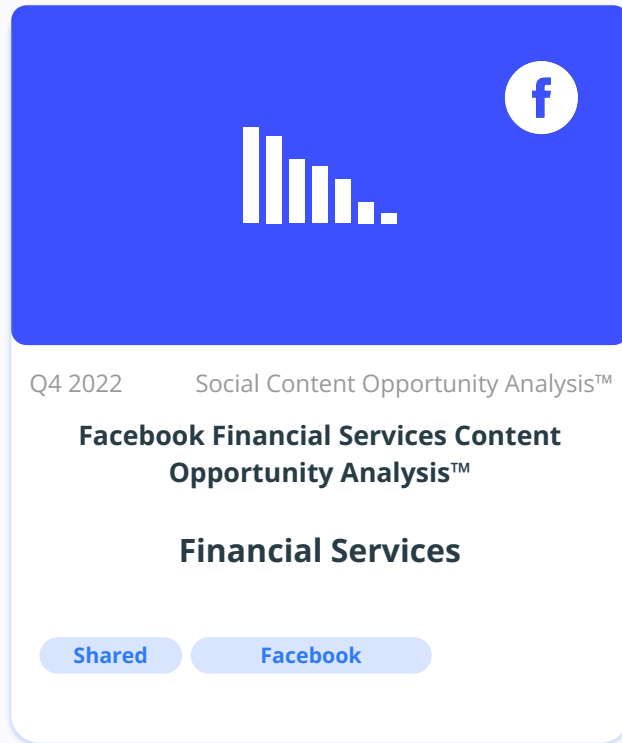 Q4 2022 Social Content Opportunity Analysis™
Facebook Financial Services Content
Opportunity Analysis™
Financial Services
Shared Facebook